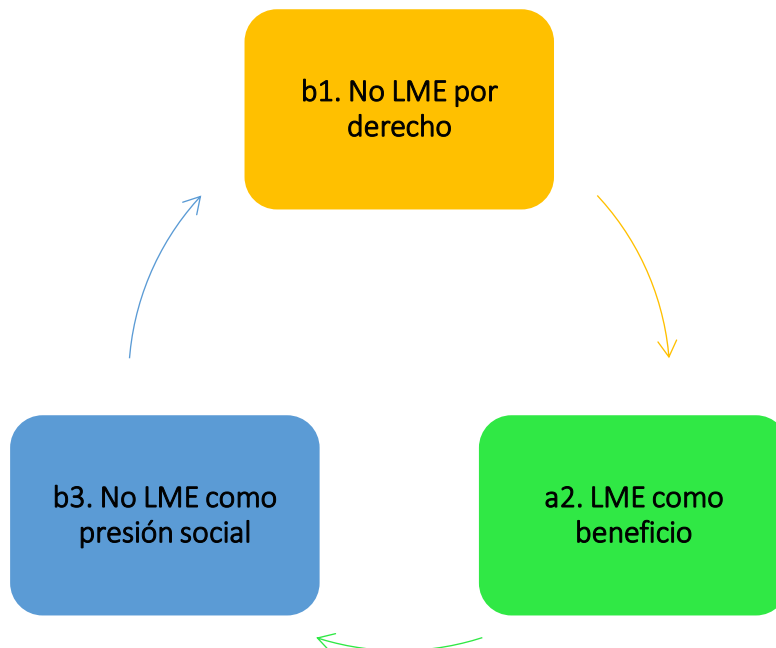 b1. No LME por
derecho
b3. No LME como
presión social
a2. LME como
beneficio